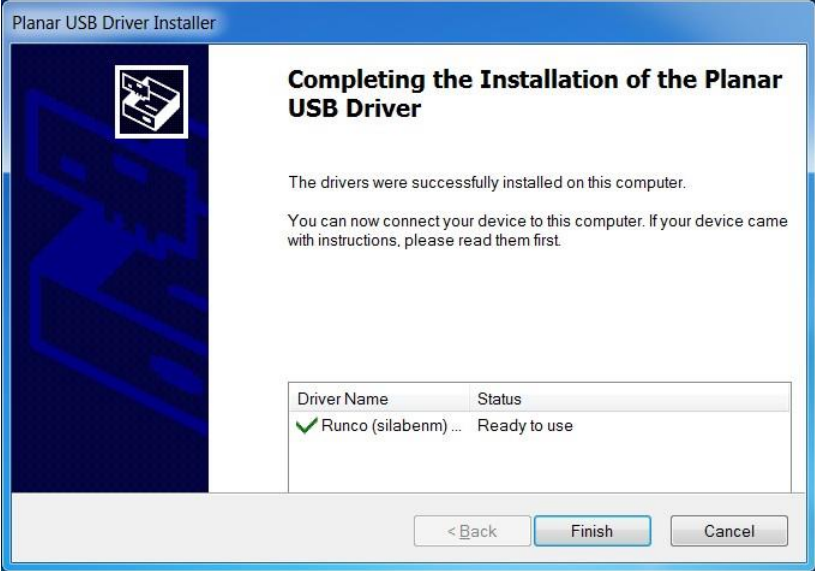 Planar USB Driver Installer
Completing the Installation of the Planar
USB Driver
The drivers were successfully installed on this computer.
You can now connect your device to this computer. If your device came
with instructions, please read them first.
Driver Name Status
Runco (silabenm) ... Ready to use
< Back Finish Cancel